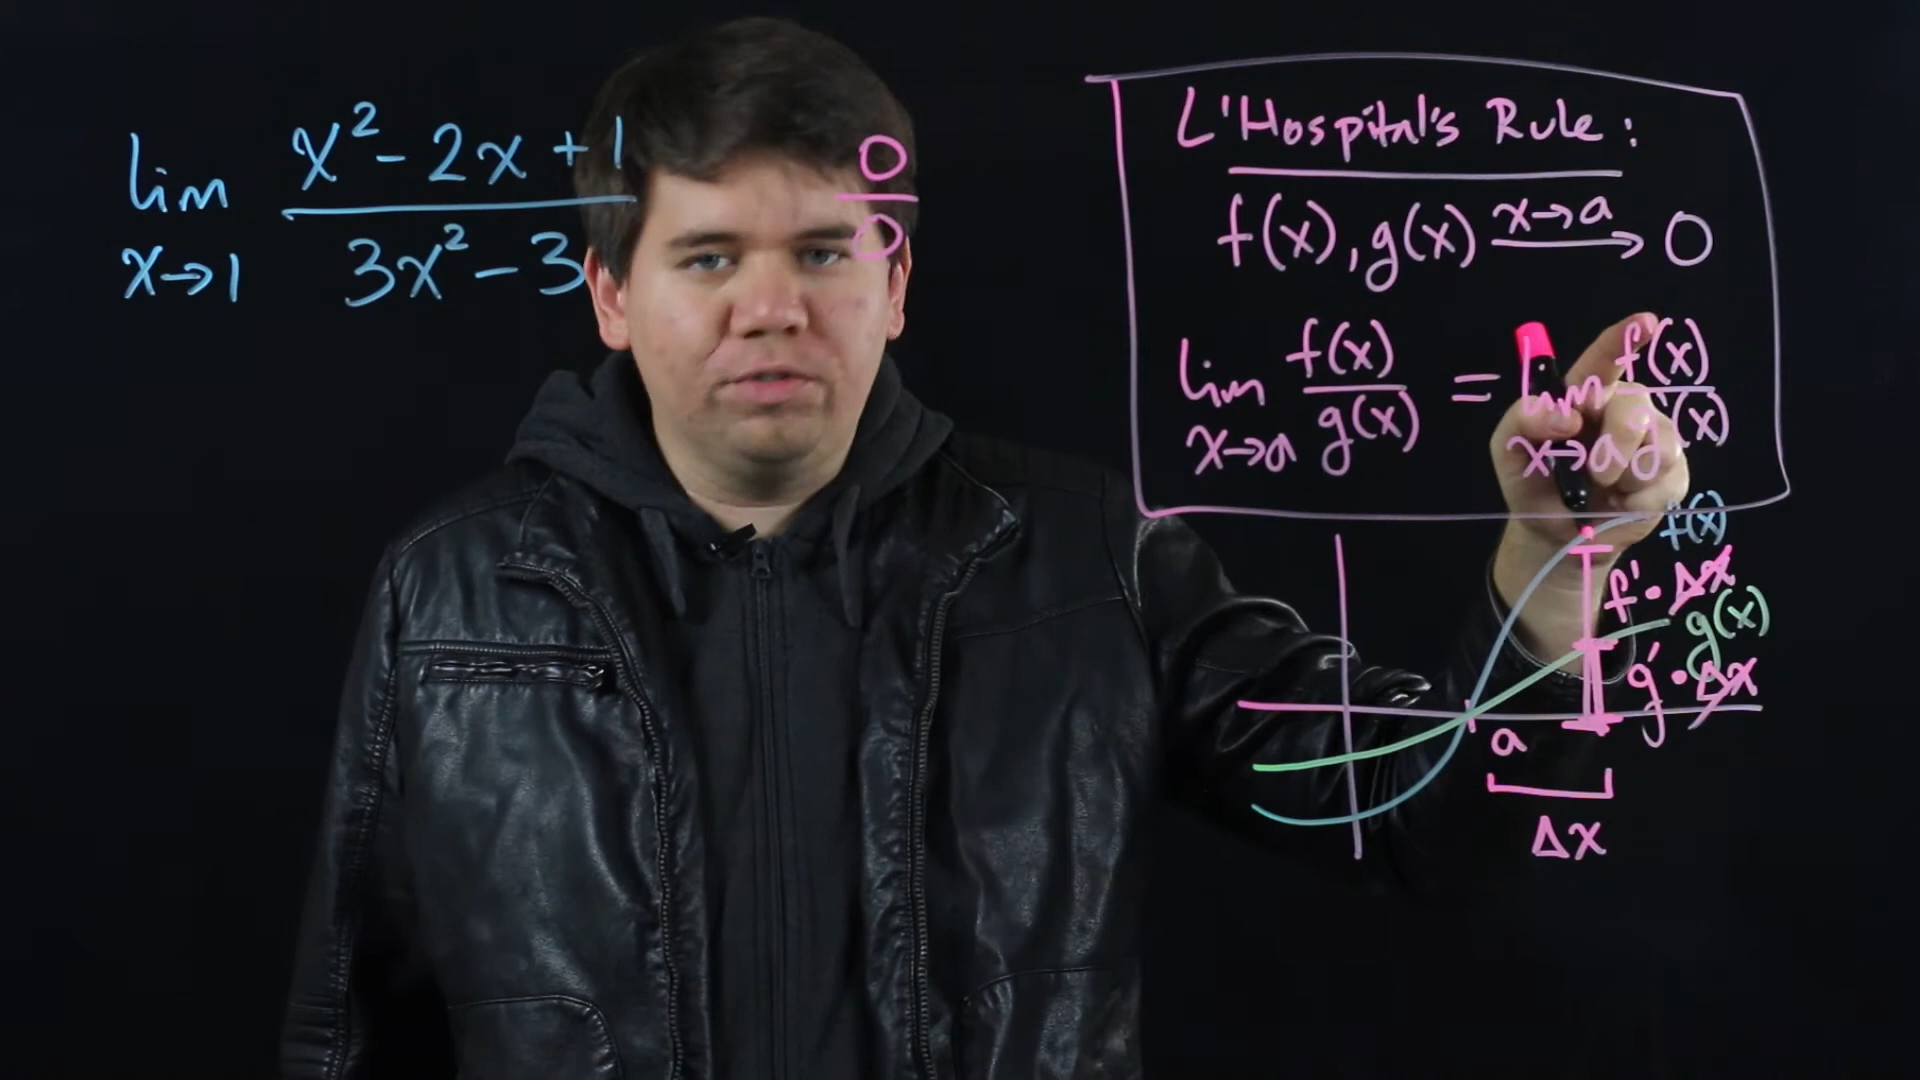 lim x→1 x² - 2x + 1 / 3x² - 3
0/0
L'Hospital's Rule:
f(x), g(x) x→a → 0
lim x→a f(x)/g(x) = lim x→a f'(x)/g'(x)
f(x)
f' · Δx
g(x)
g' · Δx
a
Δx